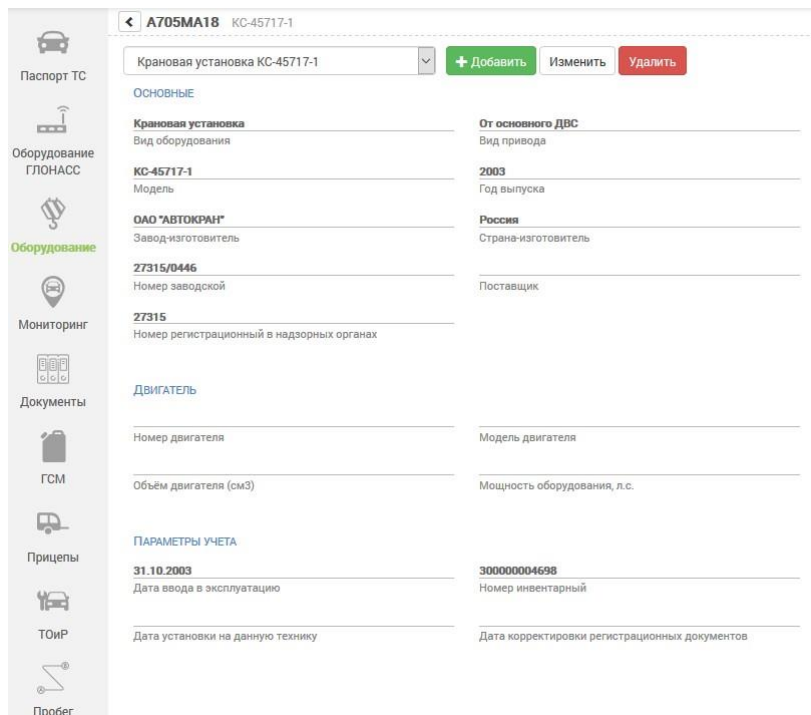 А705МА18 КС-45717-1
Крановая установка КС-45717-1
Добавить
Изменить
Удалить
Паспорт ТС
Оборудование
ГЛОНАСС
Оборудование
Мониторинг
Документы
ГСМ
Прицепы
ТОиР
Пробег
ОСНОВНЫЕ
Крановая установка
Вид оборудования
От основного ДВС
Вид привода
КС-45717-1
Модель
2003
Год выпуска
ОАО "АВТОКРАН"
Завод-изготовитель
Россия
Страна-изготовитель
27315/0446
Номер заводской
Поставщик
27315
Номер регистрационный в надзорных органах
ДВИГАТЕЛЬ
Номер двигателя
Модель двигателя
Объём двигателя (см3)
Мощность оборудования, л.с.
ПАРАМЕТРЫ УЧЕТА
31.10.2003
Дата ввода в эксплуатацию
300000004698
Номер инвентарный
Дата установки на данную технику
Дата корректировки регистрационных документов